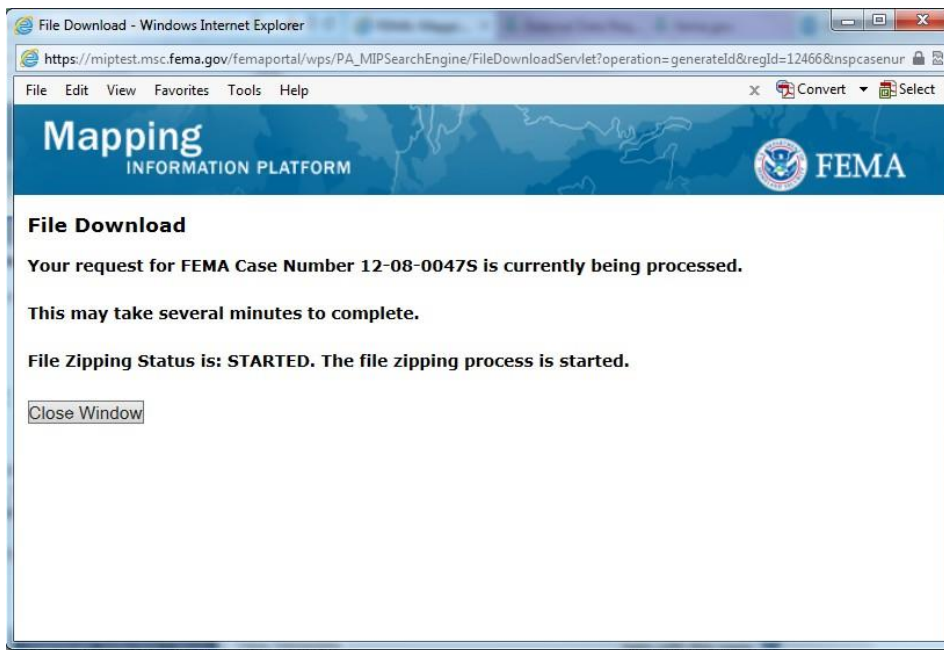 File Download - Windows Internet Explorer
https://miptest.msc.fema.gov/femaportal/wps/PA_MIPSearchEngine/FileDownloadServlet?operation=generateId&regId=12466&nspcasenur
File Edit View Favorites Tools Help x Convert Select
Mapping
INFORMATION PLATFORM
FEMA
File Download
Your request for FEMA Case Number 12-08-0047S is currently being processed.
This may take several minutes to complete.
File Zipping Status is: STARTED. The file zipping process is started.
Close Window